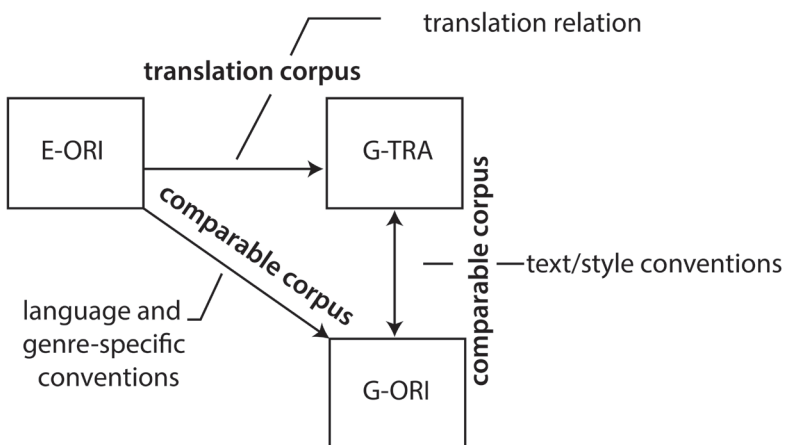 translation relation
translation corpus
E-ORI
G-TRA
comparable corpus
comparable corpus
text/style conventions
language and
genre-specific
conventions
G-ORI